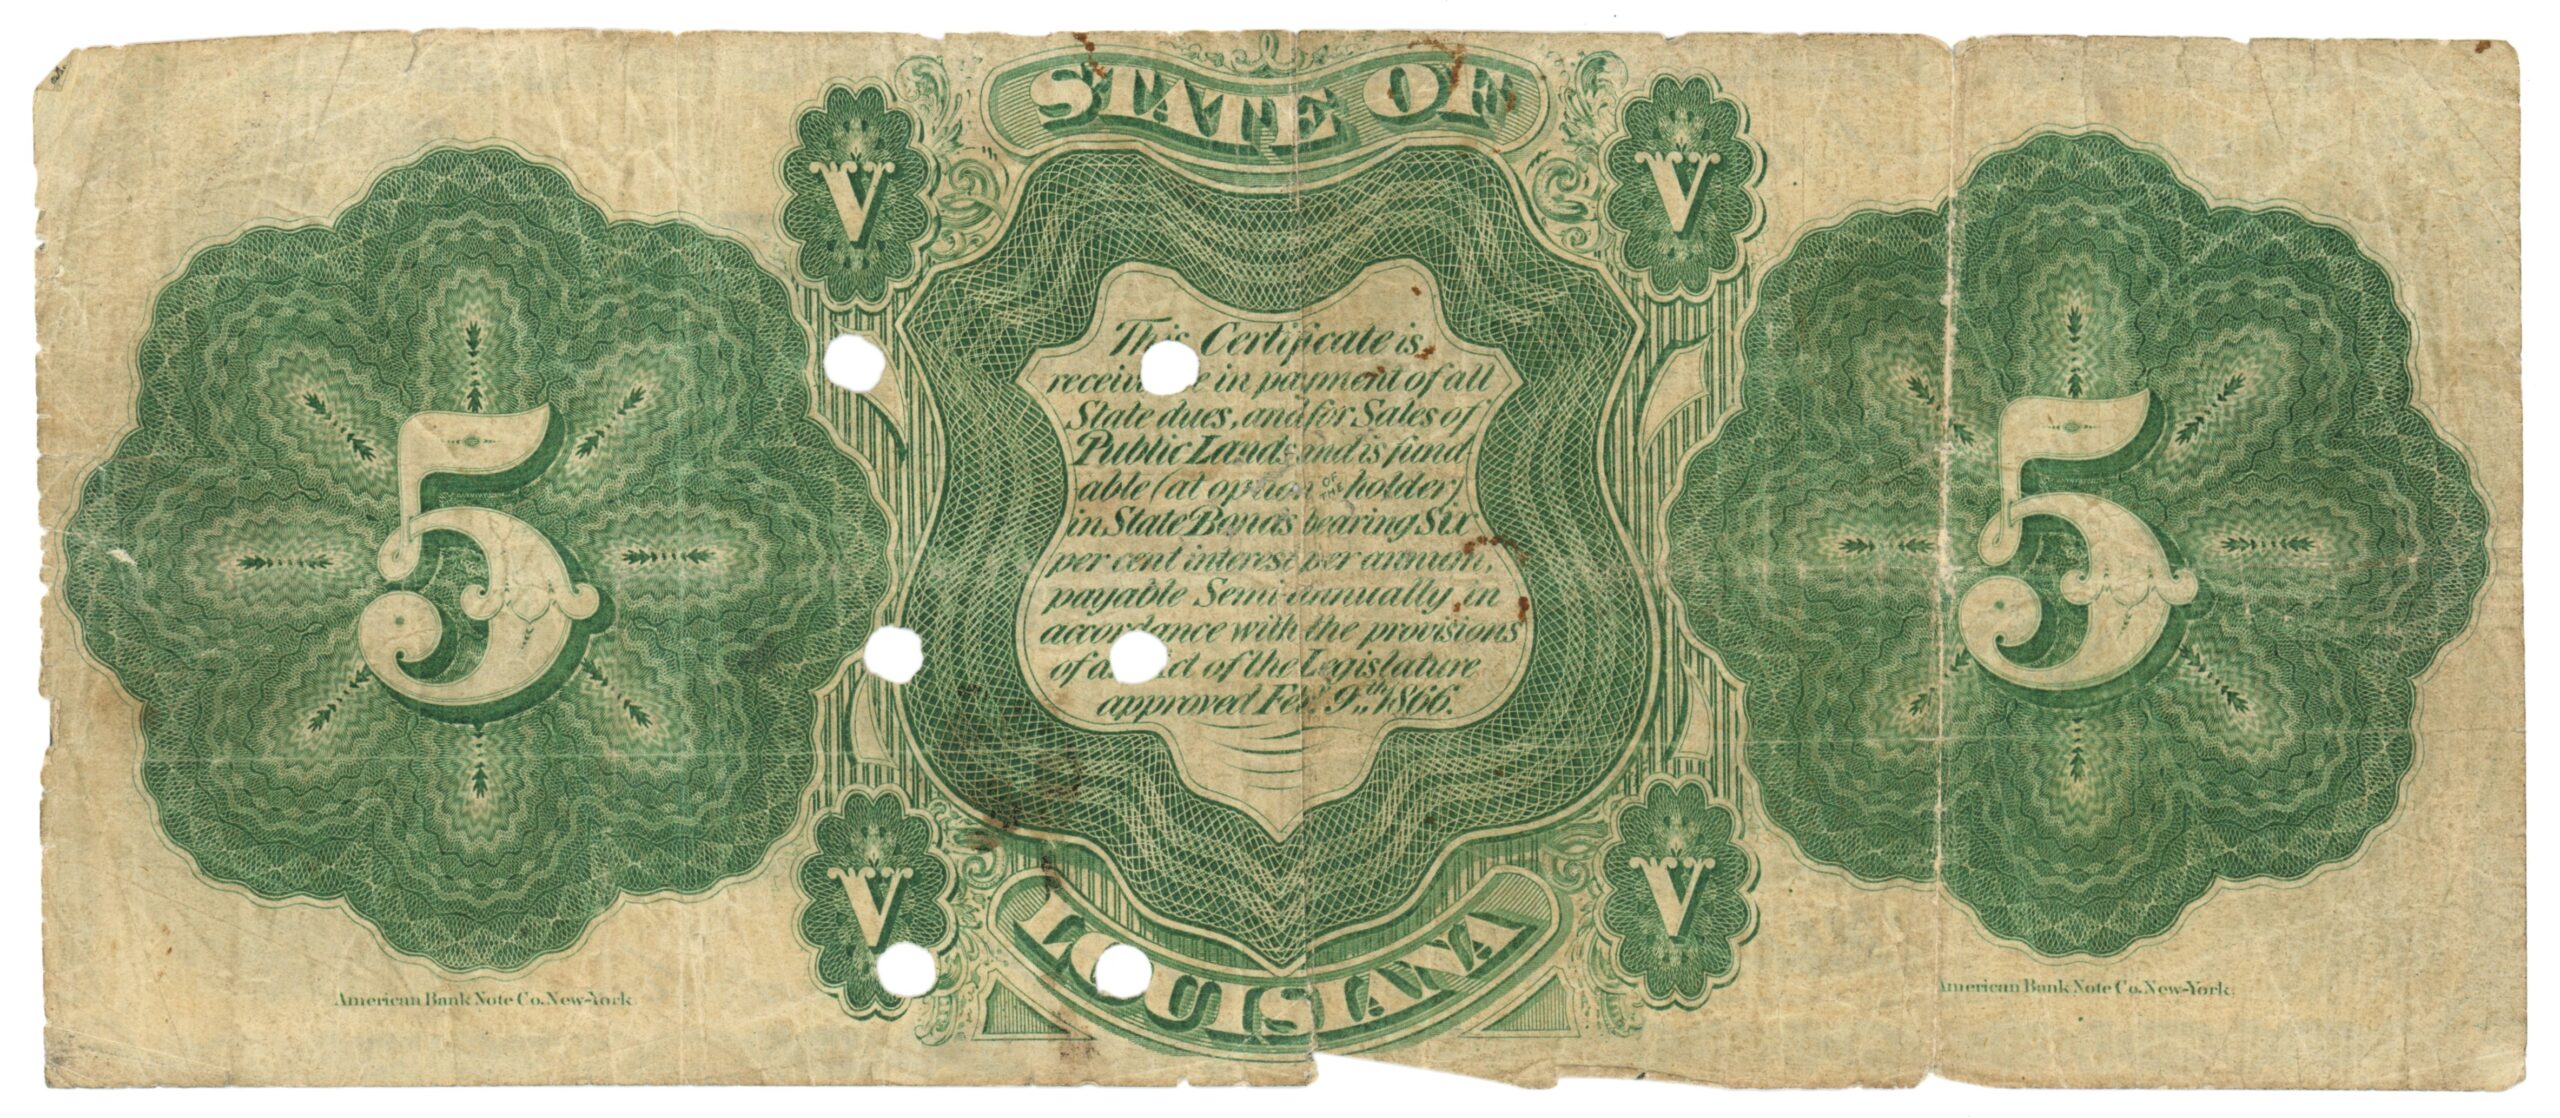 STATE OF
V
V
5
This Certificate is
receivable in payment of all
State dues, and for Sales of
Public Lands and is fund
able (at option OF THE holder)
in State Bonds bearing Six
per cent interest per annum,
payable Semi-annually in
accordance with the provisions
of an Act of the Legislature
approved Feb. 9th 1866.
5
V
V
LOUISIANA
American Bank Note Co. New-York.
American Bank Note Co. New-York.